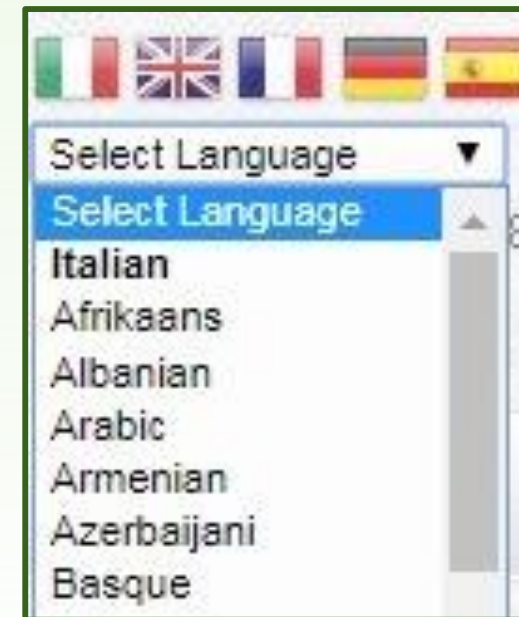 Select Language ▼
Select Language
Italian
Afrikaans
Albanian
Arabic
Armenian
Azerbaijani
Basque